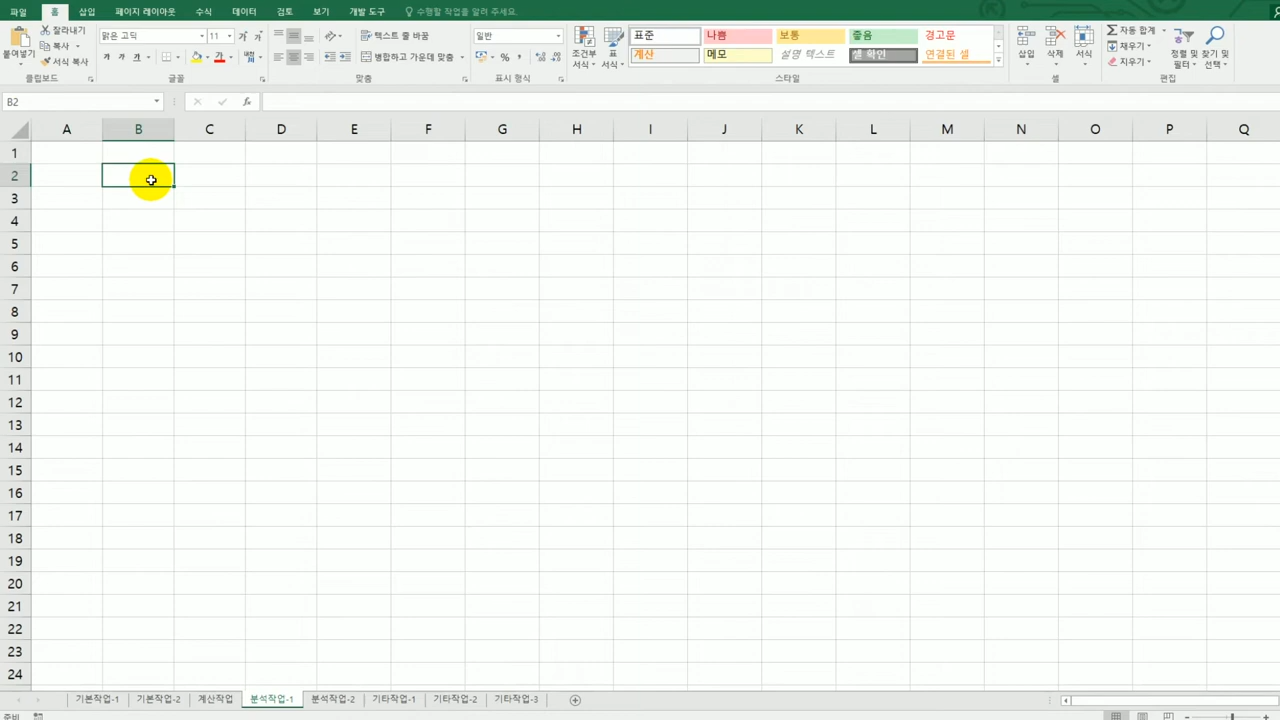 파일 홈 삽입 페이지 레이아웃 수식 데이터 검토 보기 개발 도구 수행할 작업을 알려 주세요.
붙여넣기 잘라내기 복사 서식 복사 클립보드
맑은 고딕 11 가 가 가 가 가 가 글꼴
텍스트 줄 병합하고 가운데 맞춤 맞춤
일반 % , 표시 형식
조건부 서식 표 서식 표준 나쁨 보통 좋음 경고문
계산 메모 설명 텍스트 셀 확인 연결된 셀 스타일
삽입 삭제 서식 셀
자동 합계 채우기 지우기 정렬 및 필터 찾기 및 선택 편집
B2 fx
A B C D E F G H I J K L M N O P Q
1
2
3
4
5
6
7
8
9
10
11
12
13
14
15
16
17
18
19
20
21
22
23
24
기본작업-1 기본작업-2 계산작업 분석작업-1 분석작업-2 기타작업-1 기타작업-2 기타작업-3
준비